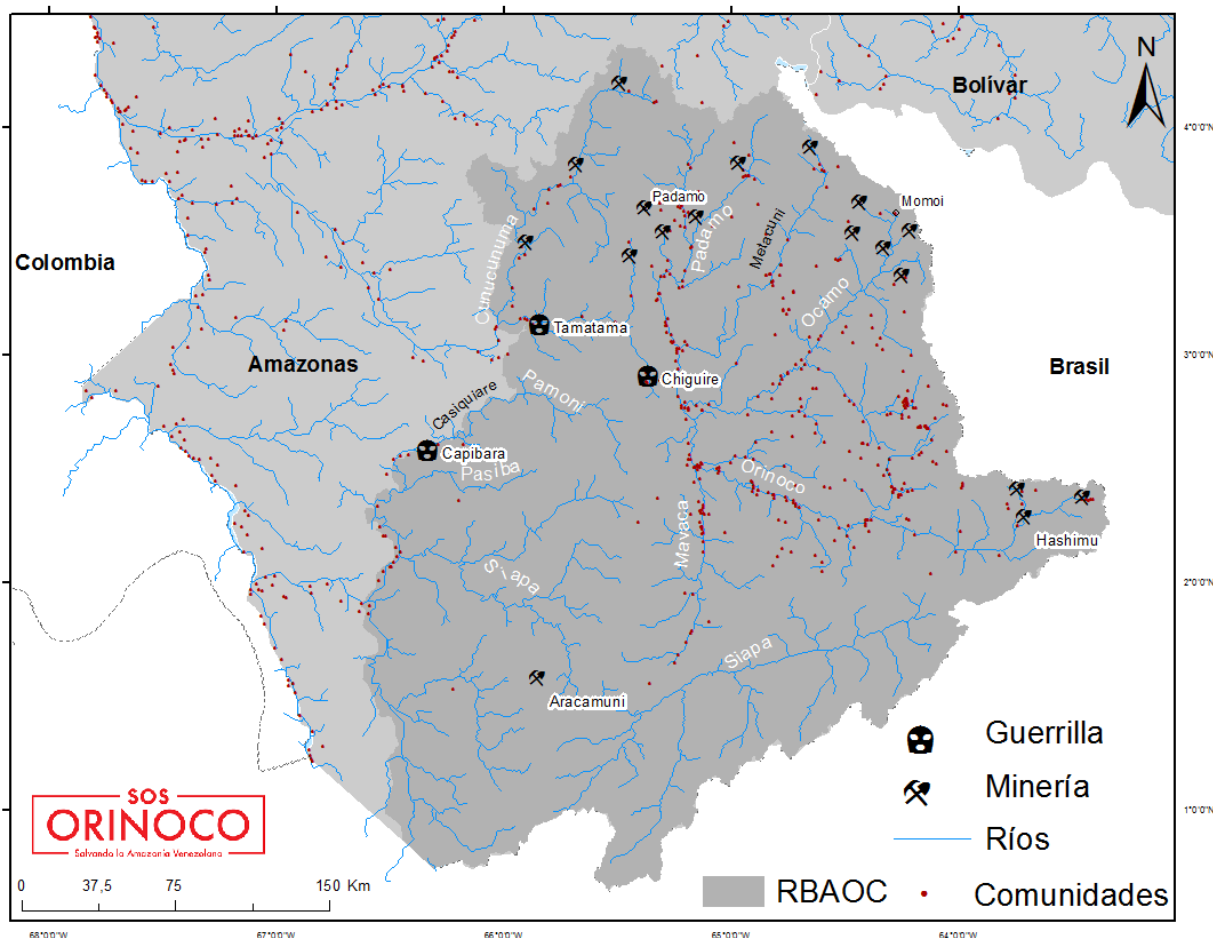 N
Bolívar
4°0'0"N
Padamo
Momoi
Padamo
Metacuni
Colombia
Cunucunuma
Ocamo
Tamatama
3°0'0"N
Amazonas
Brasil
Chiguire
Pamoni
Casiquiare
Capibara
Pasiba
Orinoco
Mavaca
Hashimu
2°0'0"N
Siapa
Siapa
Aracamuni
Guerrilla
Minería
SOS
ORINOCO
Salvando la Amazonía Venezolana
1°0'0"N
Ríos
0 37,5 75 150 Km
RBAOC
Comunidades
68°0'0"W 67°0'0"W 66°0'0"W 65°0'0"W 64°0'0"W